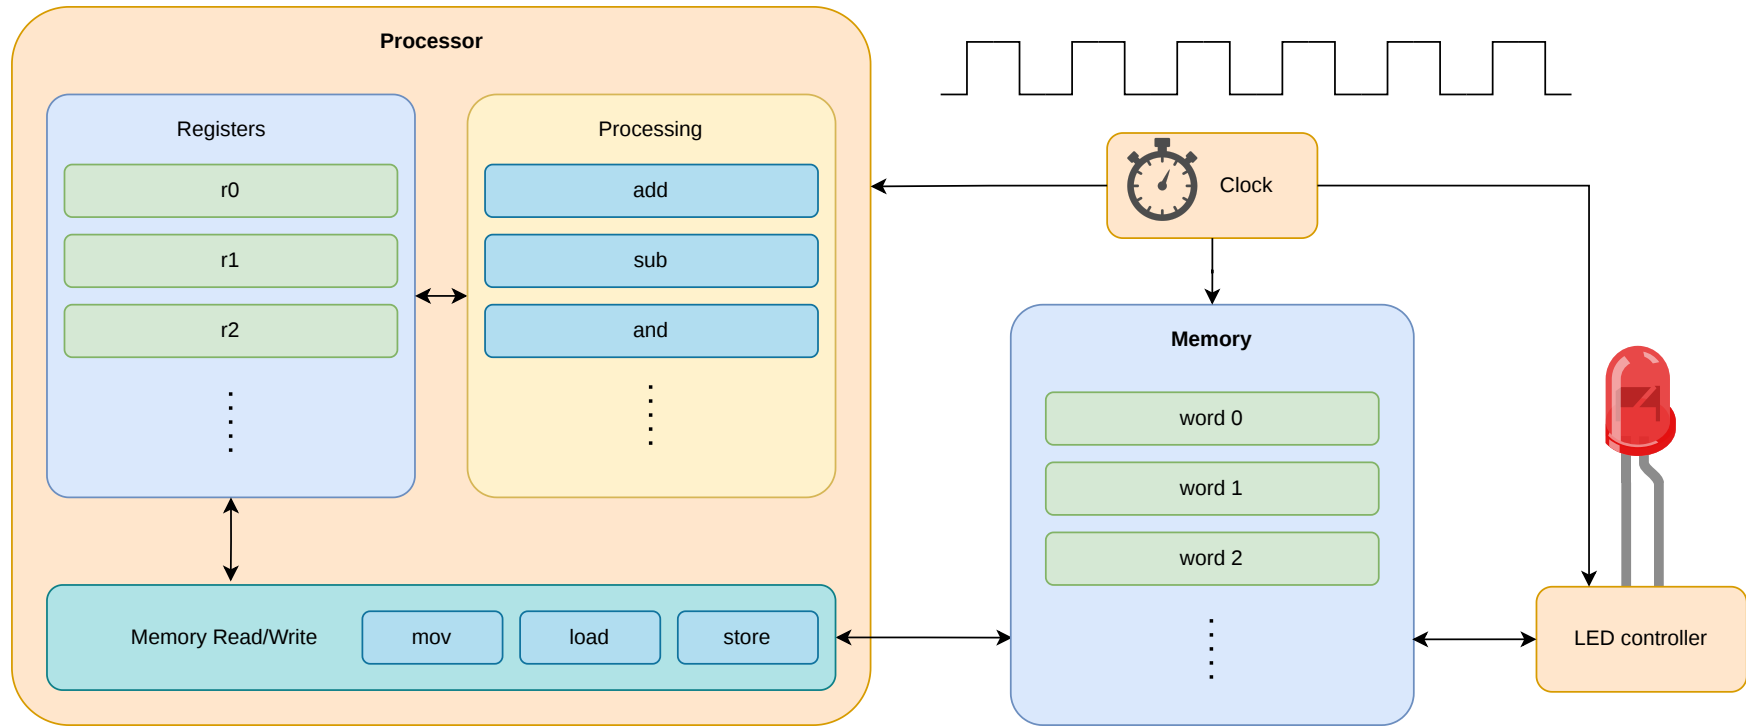 Processor
Registers
r0
r1
r2
Processing
add
sub
and
Memory Read/Write
mov
load
store
Clock
Memory
word 0
word 1
word 2
LED controller